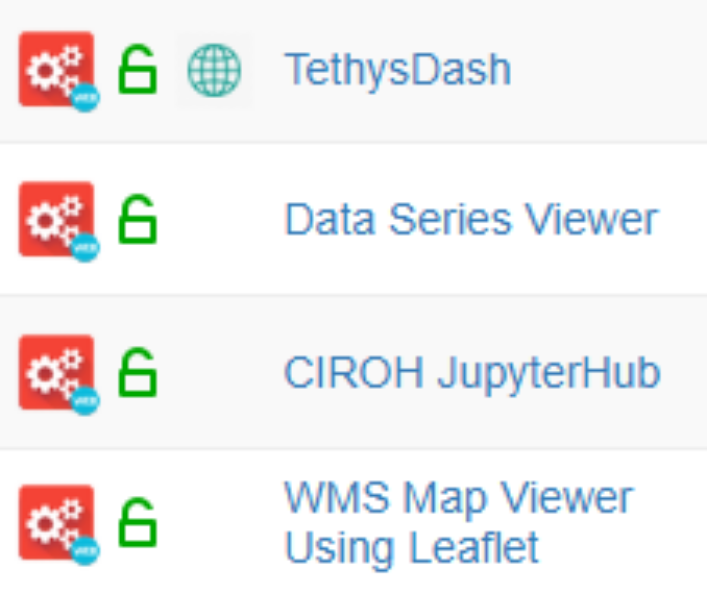 TethysDash
Data Series Viewer
CIROH JupyterHub
WMS Map Viewer
Using Leaflet